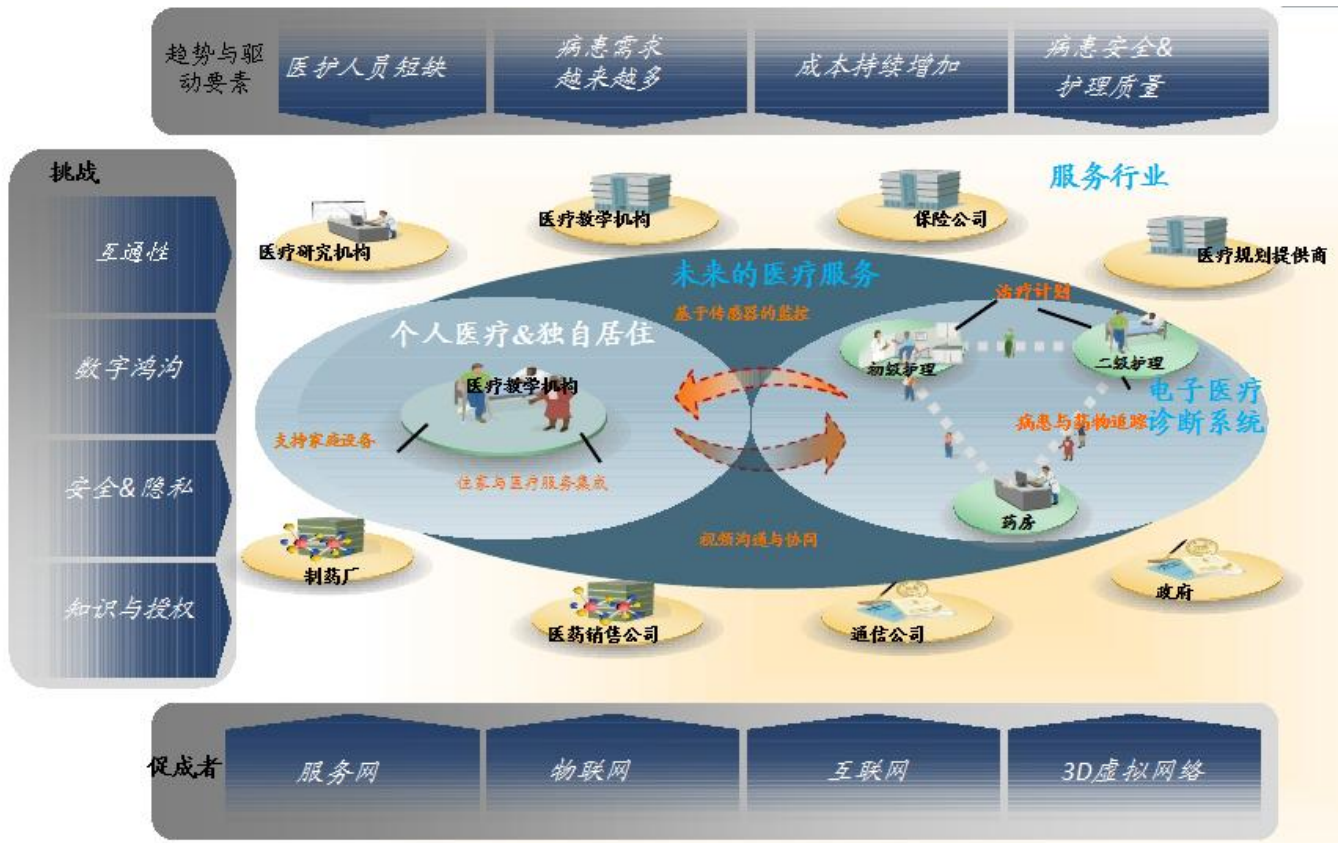 趋势与驱
动要素
医护人员短缺
病患需求
越来越多
成本持续增加
病患安全&
护理质量
挑战
互通性
数字鸿沟
安全&隐私
知识与授权
服务行业
医疗研究机构
医疗教学机构
保险公司
医疗规划提供商
未来的医疗服务
基于传感器的监控
治疗计划
个人医疗&独自居住
医疗教学机构
支持家庭设备
住家与医疗服务集成
初级护理
二级护理
电子医疗
诊断系统
病患与药物追踪
药房
视频沟通与协同
制药厂
医药销售公司
通信公司
政府
促成者
服务网
物联网
互联网
3D虚拟网络